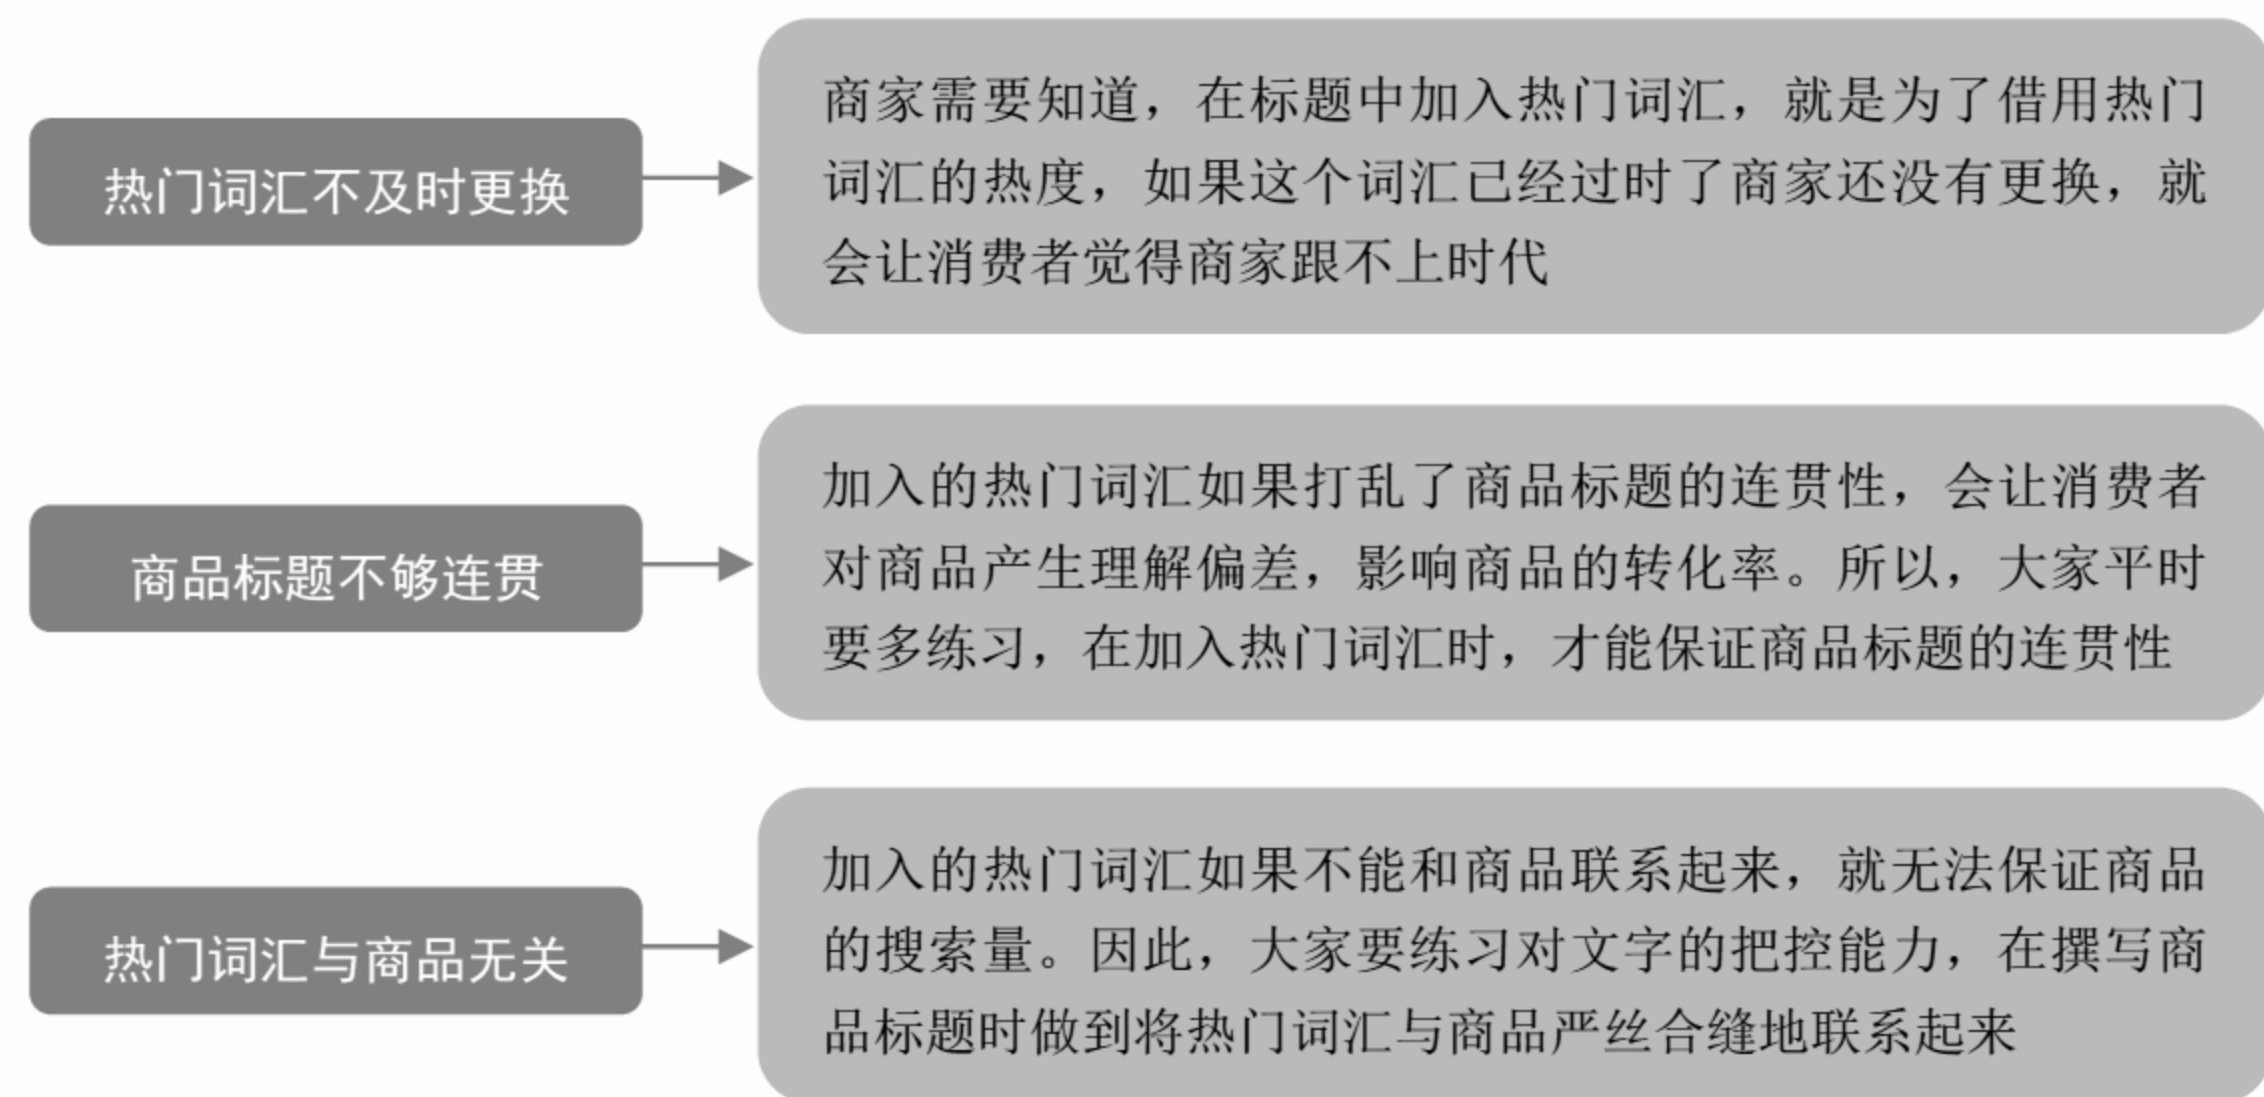 热门词汇不及时更换
商家需要知道，在标题中加入热门词汇，就是为了借用热门
词汇的热度，如果这个词汇已经过时了商家还没有更换，就
会让消费者觉得商家跟不上时代
商品标题不够连贯
加入的热门词汇如果打乱了商品标题的连贯性，会让消费者
对商品产生理解偏差，影响商品的转化率。所以，大家平时
要多练习，在加入热门词汇时，才能保证商品标题的连贯性
热门词汇与商品无关
加入的热门词汇如果不能和商品联系起来，就无法保证商品
的搜索量。因此，大家要练习对文字的把控能力，在撰写商
品标题时做到将热门词汇与商品严丝合缝地联系起来